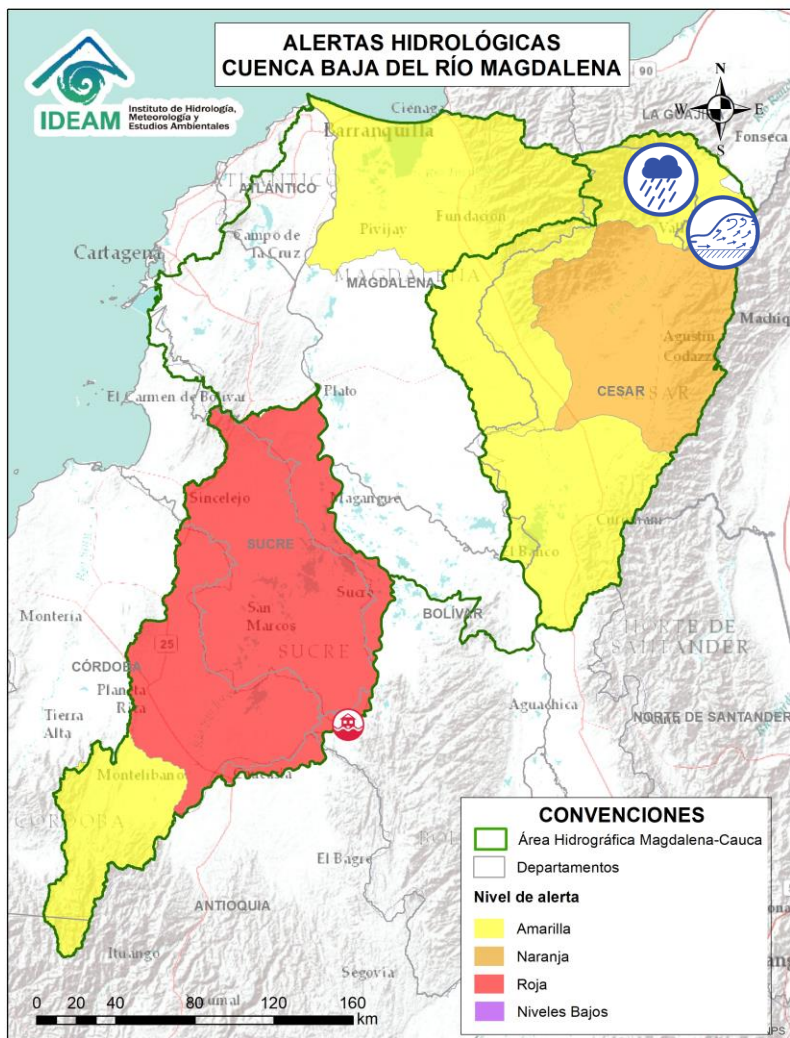 ALERTAS HIDROLÓGICAS
CUENCA BAJA DEL RÍO MAGDALENA
IDEAM
Instituto de Hidrología,
Meteorología y
Estudios Ambientales
N
W
E
S
90
Ciénaga
LA GUAJIRA
Fonseca
Barranquilla
ATLÁNTICO
Pivijay
Fundación
Cartagena
Campo de
la Cruz
MAGDALENA
MAGDALENA
Agustín
Codazzi
CESAR
El Carmen de Bolívar
Plato
Sincelejo
Magangue
SUCRE
Curumaní
El Banco
Sucre
San
Marcos
BOLÍVAR
Montería
SUCRE
25
CÓRDOBA
Planeta
Rica
NORTE DE
SANTANDER
Aguachica
NORTE DE SANTANDER
Tierra
Alta
Montelibano
Caucasia
CÓRDOBA
El Bagre
ANTIOQUIA
Ituango
Segovia
CONVENCIONES
Área Hidrográfica Magdalena-Cauca
Departamentos
Nivel de alerta
Amarilla
Naranja
Roja
Niveles Bajos
0 20 40 80 120 160
km